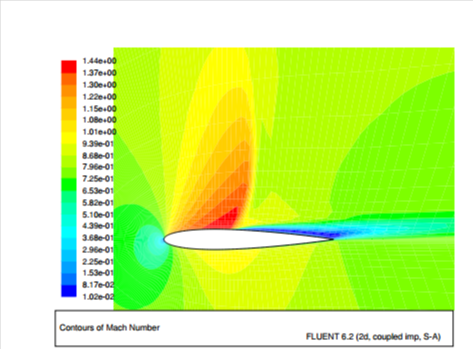 1.44e+00
1.37e+00
1.30e+00
1.22e+00
1.15e+00
1.08e+00
1.01e+00
9.39e-01
8.68e-01
7.96e-01
7.25e-01
6.53e-01
5.82e-01
5.10e-01
4.39e-01
3.68e-01
2.96e-01
2.25e-01
1.53e-01
8.17e-02
1.02e-02
Contours of Mach Number
FLUENT 6.2 (2d, coupled imp, S-A)